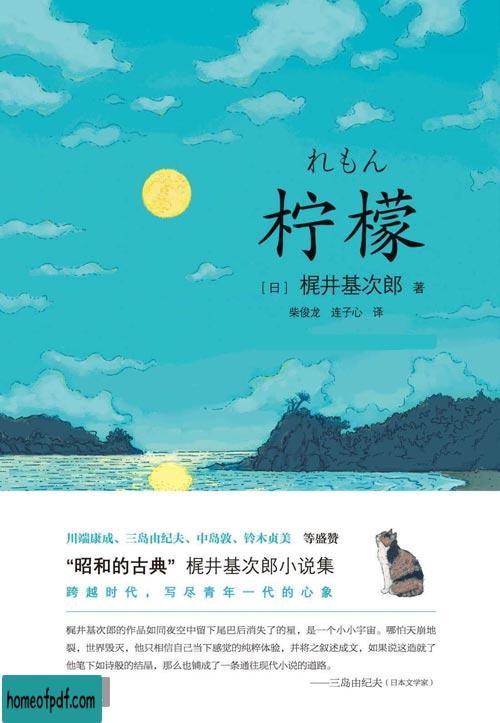 れもん
柠檬
[日] 梶井基次郎 著
柴俊龙 连子心 译
川端康成、三岛由纪夫、中岛敦、铃木贞美 等盛赞
“昭和的古典” 梶井基次郎小说集
跨越时代，写尽青年一代的心象
梶井基次郎的作品如同夜空中留下尾巴后消失了的星，是一个小小宇宙。哪怕天崩地
裂，世界毁灭，他只相信自己当下感觉的纯粹体验，并将之叙述成文，如果说这造就了
他笔下如诗般的结晶，那么也铺成了一条通往现代小说的道路。
——三岛由纪夫（日本文学家）
homeofpdf.com